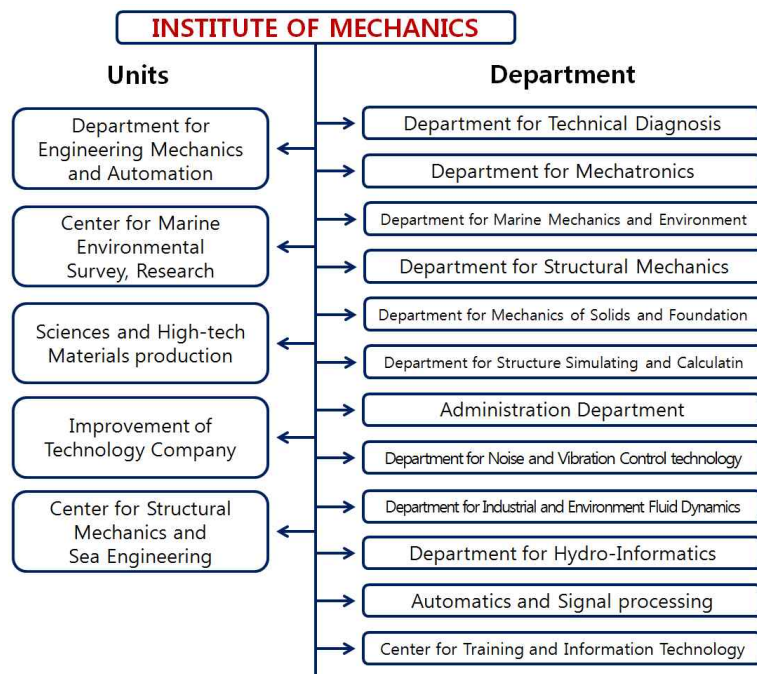 INSTITUTE OF MECHANICS
Units
Department for
Engineering Mechanics
and Automation
Center for Marine
Environmental
Survey, Research
Sciences and High-tech
Materials production
Improvement of
Technology Company
Center for Structural
Mechanics and
Sea Engineering
Department
Department for Technical Diagnosis
Department for Mechatronics
Department for Marine Mechanics and Environment
Department for Structural Mechanics
Department for Mechanics of Solids and Foundation
Department for Structure Simulating and Calculatin
Administration Department
Department for Noise and Vibration Control technology
Department for Industrial and Environment Fluid Dynamics
Department for Hydro-Informatics
Automatics and Signal processing
Center for Training and Information Technology